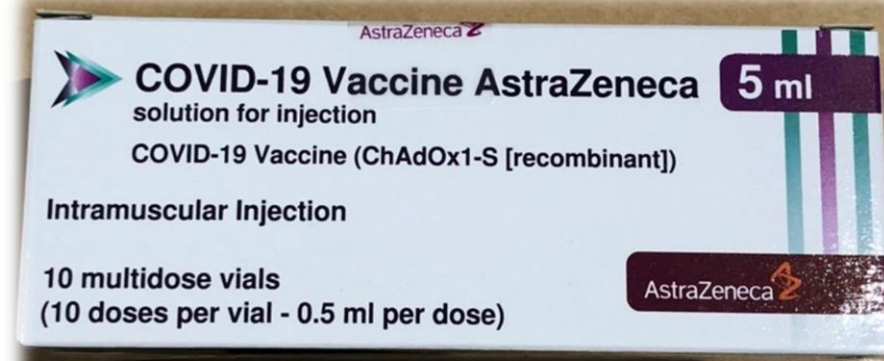 AstraZeneca
COVID-19 Vaccine AstraZeneca 5 ml
solution for injection
COVID-19 Vaccine (ChAdOx1-S [recombinant])
Intramuscular Injection
10 multidose vials
(10 doses per vial - 0.5 ml per dose)
AstraZeneca